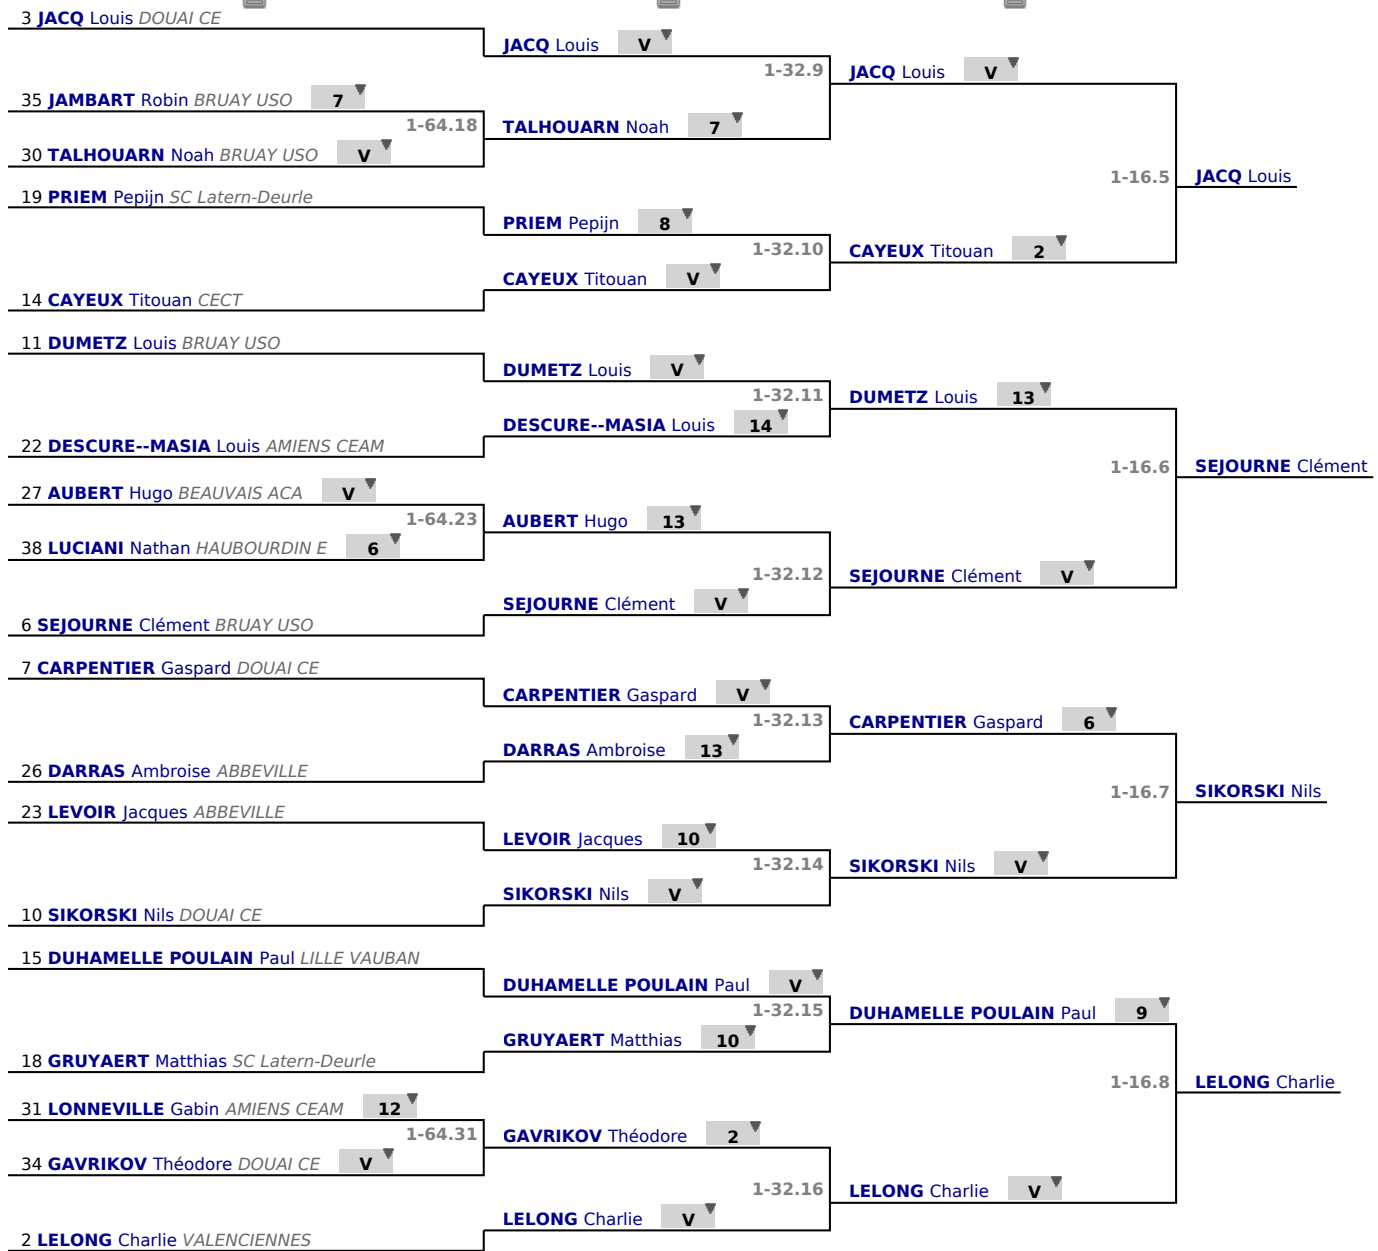 3 JACQ Louis DOUAI CE
JACQ Louis V
1-32.9
JACQ Louis V
35 JAMBART Robin BRUAY USO 7
1-64.18
TALHOUARN Noah 7
30 TALHOUARN Noah BRUAY USO V
1-16.5
JACQ Louis
19 PRIEM Pepijn SC Latern-Deurle
PRIEM Pepijn 8
1-32.10
CAYEUX Titouan 2
CAYEUX Titouan V
14 CAYEUX Titouan CECT
11 DUMETZ Louis BRUAY USO
DUMETZ Louis V
1-32.11
DUMETZ Louis 13
DESCURE--MASIA Louis 14
22 DESCURE--MASIA Louis AMIENS CEAM
1-16.6
SEJOURNE Clément
27 AUBERT Hugo BEAUVAIS ACA V
1-64.23
AUBERT Hugo 13
38 LUCIANI Nathan HAUBOURDIN E 6
1-32.12
SEJOURNE Clément V
SEJOURNE Clément V
6 SEJOURNE Clément BRUAY USO
7 CARPENTIER Gaspard DOUAI CE
CARPENTIER Gaspard V
1-32.13
CARPENTIER Gaspard 6
DARRAS Ambroise 13
26 DARRAS Ambroise ABBEVILLE
1-16.7
SIKORSKI Nils
23 LEVOIR Jacques ABBEVILLE
LEVOIR Jacques 10
1-32.14
SIKORSKI Nils V
SIKORSKI Nils V
10 SIKORSKI Nils DOUAI CE
15 DUHAMELLE POULAIN Paul LILLE VAUBAN
DUHAMELLE POULAIN Paul V
1-32.15
DUHAMELLE POULAIN Paul 9
GRUYAERT Matthias 10
18 GRUYAERT Matthias SC Latern-Deurle
1-16.8
LELONG Charlie
31 LONNEVILLE Gabin AMIENS CEAM 12
1-64.31
GAVRIKOV Théodore 2
34 GAVRIKOV Théodore DOUAI CE V
1-32.16
LELONG Charlie V
LELONG Charlie V
2 LELONG Charlie VALENCIENNES